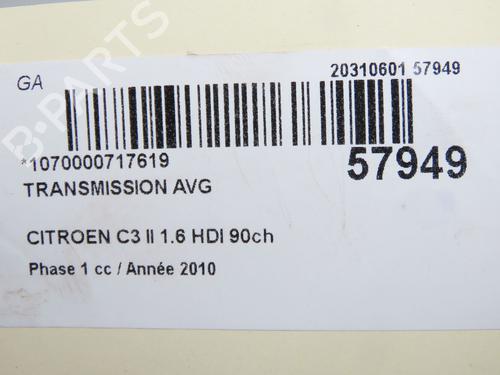 GA
20310601 57949
*1070000717619
57949
TRANSMISSION AVG
CITROEN C3 II 1.6 HDI 90ch
Phase 1 cc / Année 2010
B-PARTS